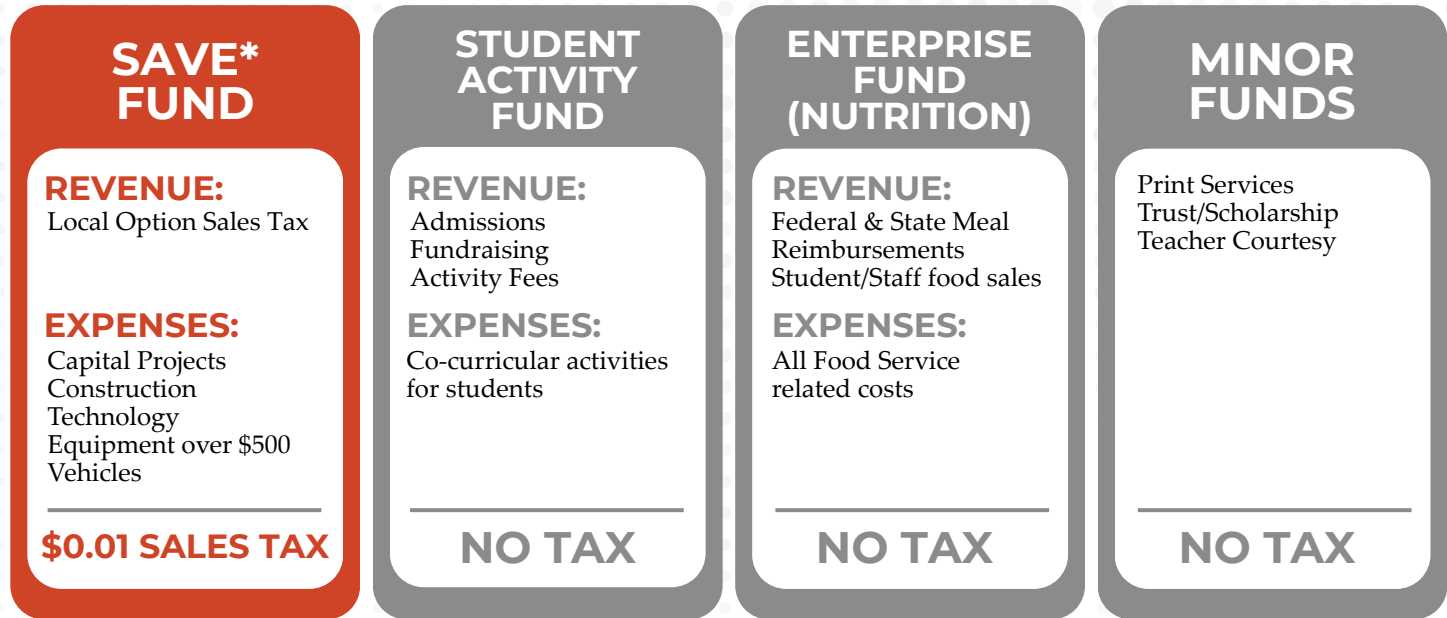 SAVE*
FUND
REVENUE:
Local Option Sales Tax
EXPENSES:
Capital Projects
Construction
Technology
Equipment over $500
Vehicles
$0.01 SALES TAX
STUDENT
ACTIVITY
FUND
REVENUE:
Admissions
Fundraising
Activity Fees
EXPENSES:
Co-curricular activities
for students
NO TAX
ENTERPRISE
FUND
(NUTRITION)
REVENUE:
Federal & State Meal
Reimbursements
Student/Staff food sales
EXPENSES:
All Food Service
related costs
NO TAX
MINOR
FUNDS
Print Services
Trust/Scholarship
Teacher Courtesy
NO TAX